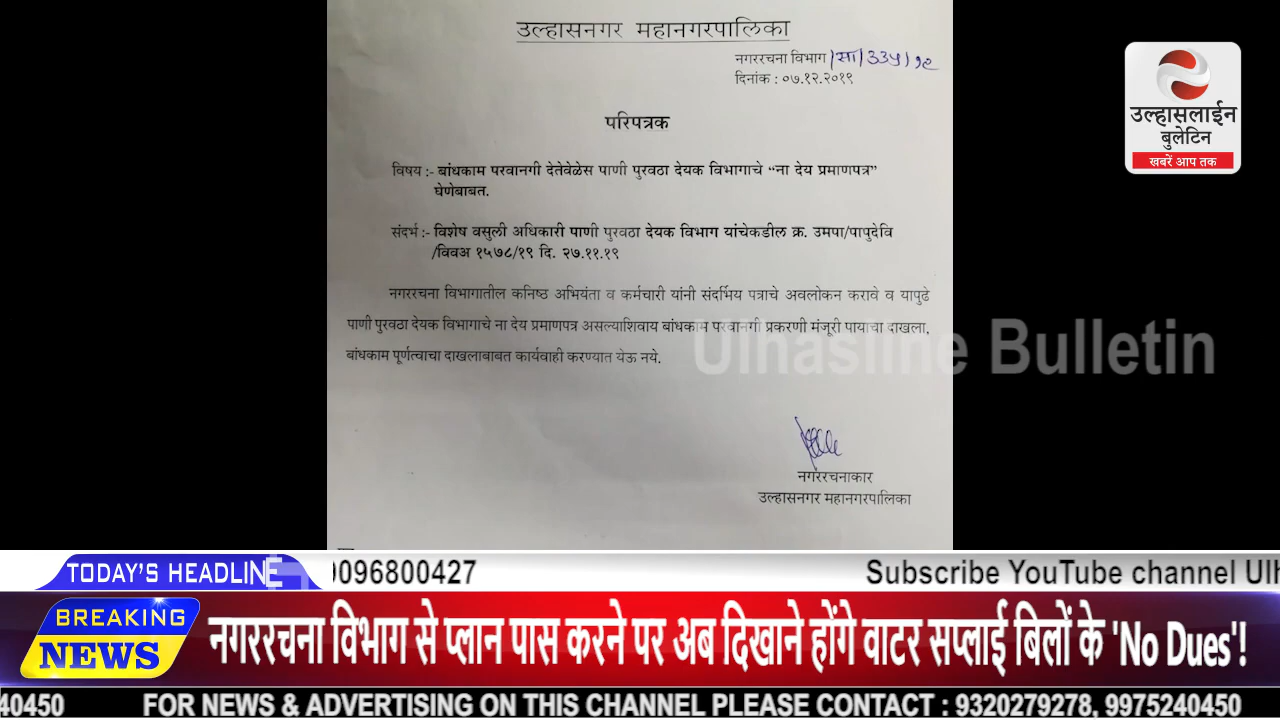 उल्हासनगर महानगरपालिका
नगररचना विभाग/सा/३३५/१९
दिनांक : ०७.१२.२०१९
परिपत्रक
विषय :- बांधकाम परवानगी देतेवेळेस पाणी पुरवठा देयक विभागाचे “ना देय प्रमाणपत्र”
घेणेबाबत.
संदर्भ :- विशेष वसुली अधिकारी पाणी पुरवठा देयक विभाग यांचेकडील क्र. उमपा/पापुदेवि
/विवअ १५७८/१९ दि. २७.११.१९
नगररचना विभागातील कनिष्ठ अभियंता व कर्मचारी यांनी संदर्भिय पत्राचे अवलोकन करावे व यापुढे
पाणी पुरवठा देयक विभागाचे ना देय प्रमाणपत्र असल्याशिवाय बांधकाम परवानगी प्रकरणी मंजूरी पायाचा दाखला,
बांधकाम पूर्णत्वाचा दाखलाबाबत कार्यवाही करण्यात येऊ नये.
नगररचनाकार
उल्हासनगर महानगरपालिका
उल्हासलाईन
बुलेटिन
खबरें आप तक
Ulhasline Bulletin
TODAY'S HEADLINE
9096800427 Subscribe YouTube channel Ulh
BREAKING
NEWS
नगररचना विभाग से प्लान पास करने पर अब दिखाने होंगे वाटर सप्लाई बिलों के 'No Dues'!
40450 FOR NEWS & ADVERTISING ON THIS CHANNEL PLEASE CONTACT : 9320279278, 9975240450